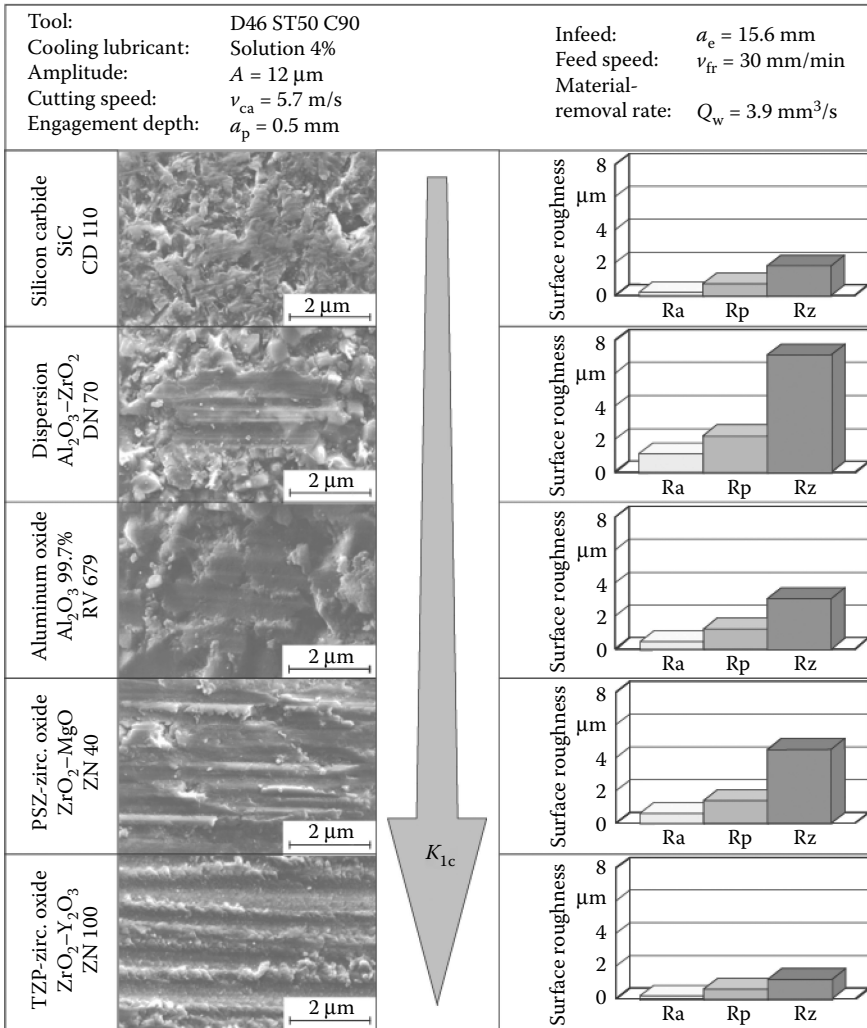 Tool: D46 ST50 C90
Cooling lubricant: Solution 4%
Amplitude: A = 12 μm
Cutting speed: vca = 5.7 m/s
Engagement depth: ap = 0.5 mm
Infeed: ae = 15.6 mm
Feed speed: vfr = 30 mm/min
Material-
removal rate: Qw = 3.9 mm³/s
Silicon carbide
SiC
CD 110
2 μm
Surface roughness
8
μm
4
2
0
Ra Rp Rz
Dispersion
Al₂O₃–ZrO₂
DN 70
2 μm
Surface roughness
8
μm
4
2
0
Ra Rp Rz
Aluminum oxide
Al₂O₃ 99.7%
RV 679
2 μm
Surface roughness
8
μm
4
2
0
Ra Rp Rz
PSZ-zirc. oxide
ZrO₂–MgO
ZN 40
2 μm
Surface roughness
8
μm
4
2
0
Ra Rp Rz
K1c
TZP-zirc. oxide
ZrO₂–Y₂O₃
ZN 100
2 μm
Surface roughness
8
μm
4
2
0
Ra Rp Rz